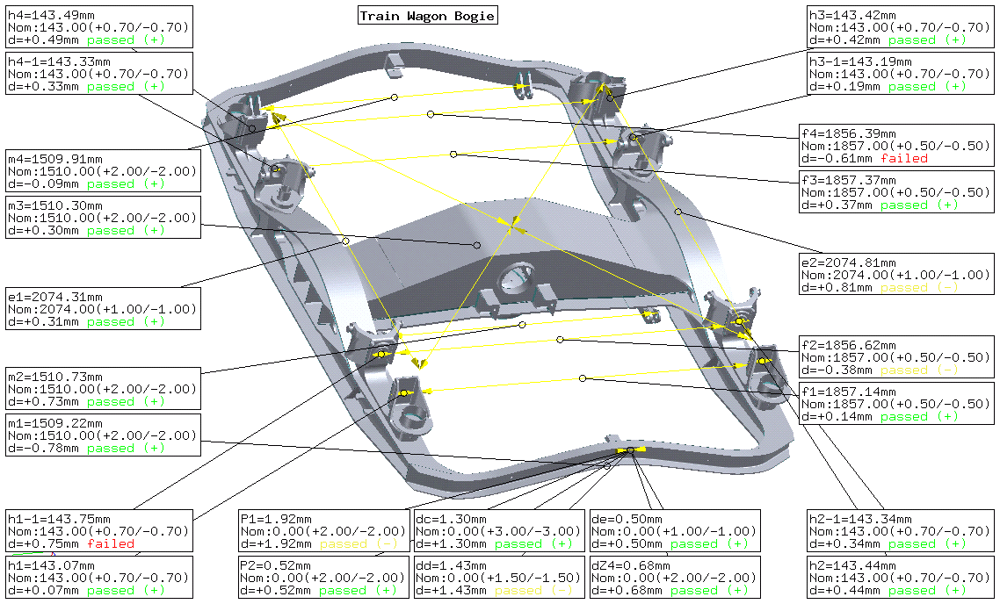 Train Wagon Bogie
h4=143.49mm
Nom:143.00(+0.70/-0.70)
d=+0.49mm passed (+)
h4-1=143.33mm
Nom:143.00(+0.70/-0.70)
d=+0.33mm passed (+)
m4=1509.91mm
Nom:1510.00(+2.00/-2.00)
d=-0.09mm passed (+)
m3=1510.30mm
Nom:1510.00(+2.00/-2.00)
d=+0.30mm passed (+)
e1=2074.31mm
Nom:2074.00(+1.00/-1.00)
d=+0.31mm passed (+)
m2=1510.73mm
Nom:1510.00(+2.00/-2.00)
d=+0.73mm passed (+)
m1=1509.22mm
Nom:1510.00(+2.00/-2.00)
d=-0.78mm passed (+)
h1-1=143.75mm
Nom:143.00(+0.70/-0.70)
d=+0.75mm failed
h1=143.07mm
Nom:143.00(+0.70/-0.70)
d=+0.07mm passed (+)
P1=1.92mm
Nom:0.00(+2.00/-2.00)
d=+1.92mm passed (-)
P2=0.52mm
Nom:0.00(+2.00/-2.00)
d=+0.52mm passed (+)
dc=1.30mm
Nom:0.00(+3.00/-3.00)
d=+1.30mm passed (+)
dd=1.43mm
Nom:0.00(+1.50/-1.50)
d=+1.43mm passed (-)
de=0.50mm
Nom:0.00(+1.00/-1.00)
d=+0.50mm passed (+)
dZ4=0.68mm
Nom:0.00(+2.00/-2.00)
d=+0.68mm passed (+)
h3=143.42mm
Nom:143.00(+0.70/-0.70)
d=+0.42mm passed (+)
h3-1=143.19mm
Nom:143.00(+0.70/-0.70)
d=+0.19mm passed (+)
f4=1856.39mm
Nom:1857.00(+0.50/-0.50)
d=-0.61mm failed
f3=1857.37mm
Nom:1857.00(+0.50/-0.50)
d=+0.37mm passed (+)
e2=2074.81mm
Nom:2074.00(+1.00/-1.00)
d=+0.81mm passed (-)
f2=1856.62mm
Nom:1857.00(+0.50/-0.50)
d=-0.38mm passed (-)
f1=1857.14mm
Nom:1857.00(+0.50/-0.50)
d=+0.14mm passed (+)
h2-1=143.34mm
Nom:143.00(+0.70/-0.70)
d=+0.34mm passed (+)
h2=143.44mm
Nom:143.00(+0.70/-0.70)
d=+0.44mm passed (+)